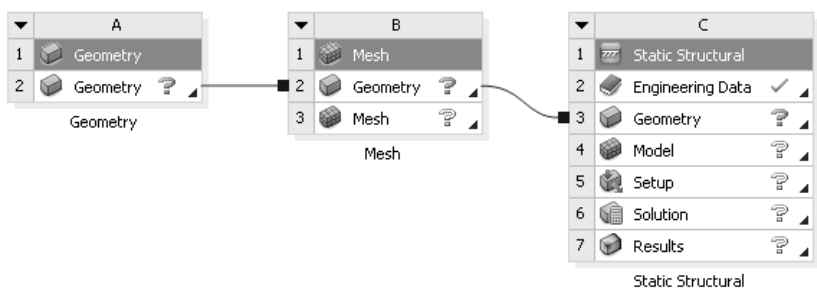 A
1 Geometry
2 Geometry ?
Geometry
B
1 Mesh
2 Geometry ?
3 Mesh ?
Mesh
C
1 Static Structural
2 Engineering Data ✓
3 Geometry ?
4 Model ?
5 Setup ?
6 Solution ?
7 Results ?
Static Structural